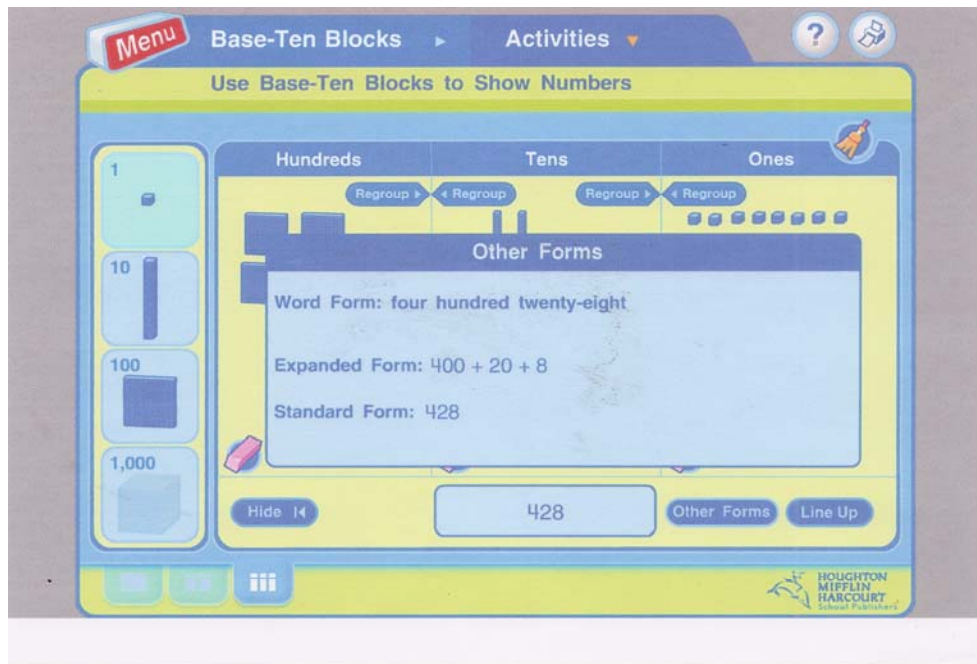 Menu
Base-Ten Blocks
Activities
?
Use Base-Ten Blocks to Show Numbers
1
Hundreds
Tens
Ones
Regroup
Regroup
Regroup
Regroup
10
Other Forms
Word Form: four hundred twenty-eight
100
Expanded Form: 400 + 20 + 8
Standard Form: 428
1,000
Hide
428
Other Forms
Line Up
HOUGHTON
MIFFLIN
HARCOURT
School Publishers